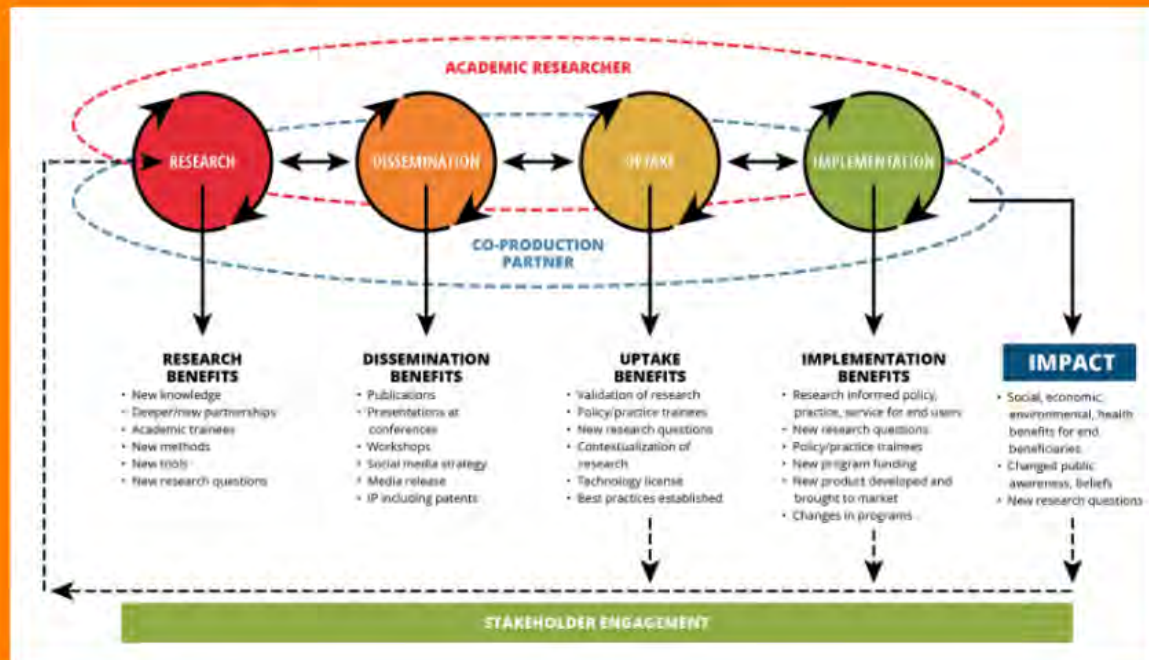 ACADEMIC RESEARCHER
RESEARCH
DISSEMINATION
UPTAKE
IMPLEMENTATION
CO-PRODUCTION
PARTNER
RESEARCH
BENEFITS
• New knowledge
• Deeper/new partnerships
• Academic trainees
• New methods
• New tools
• New research questions
DISSEMINATION
BENEFITS
• Publications
• Presentations at
conferences
• Workshops
• Social media strategy
• Media release
• IP including patents
UPTAKE
BENEFITS
• Validation of research
• Policy/practice trainees
• New research questions
• Contextualization of
research
• Technology license
• Best practices established
IMPLEMENTATION
BENEFITS
• Research informed policy,
practice, service for end users
• New research questions
• Policy/practice trainees
• New program funding
• New product developed and
brought to market
• Changes in programs
IMPACT
• Social, economic,
environmental, health
benefits for end
beneficiaries
• Changed public
awareness, beliefs
• New research questions
STAKEHOLDER ENGAGEMENT